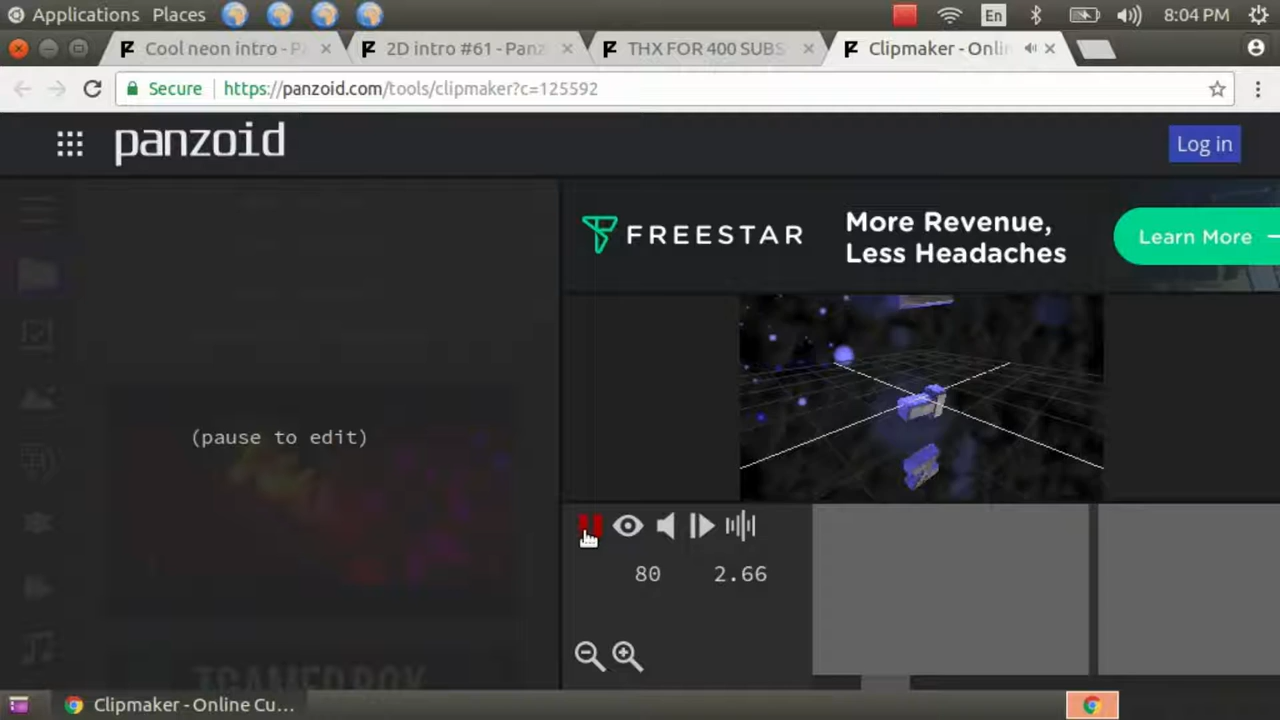 Applications Places En 8:04 PM
Cool neon intro - P 2D intro #61 - Panz THX FOR 400 SUBS Clipmaker - Onli
Secure https://panzoid.com/tools/clipmaker?c=125592
panzoid Log in
FREESTAR
More Revenue,
Less Headaches
Learn More
(pause to edit)
80 2.66
Clipmaker - Online Cu...